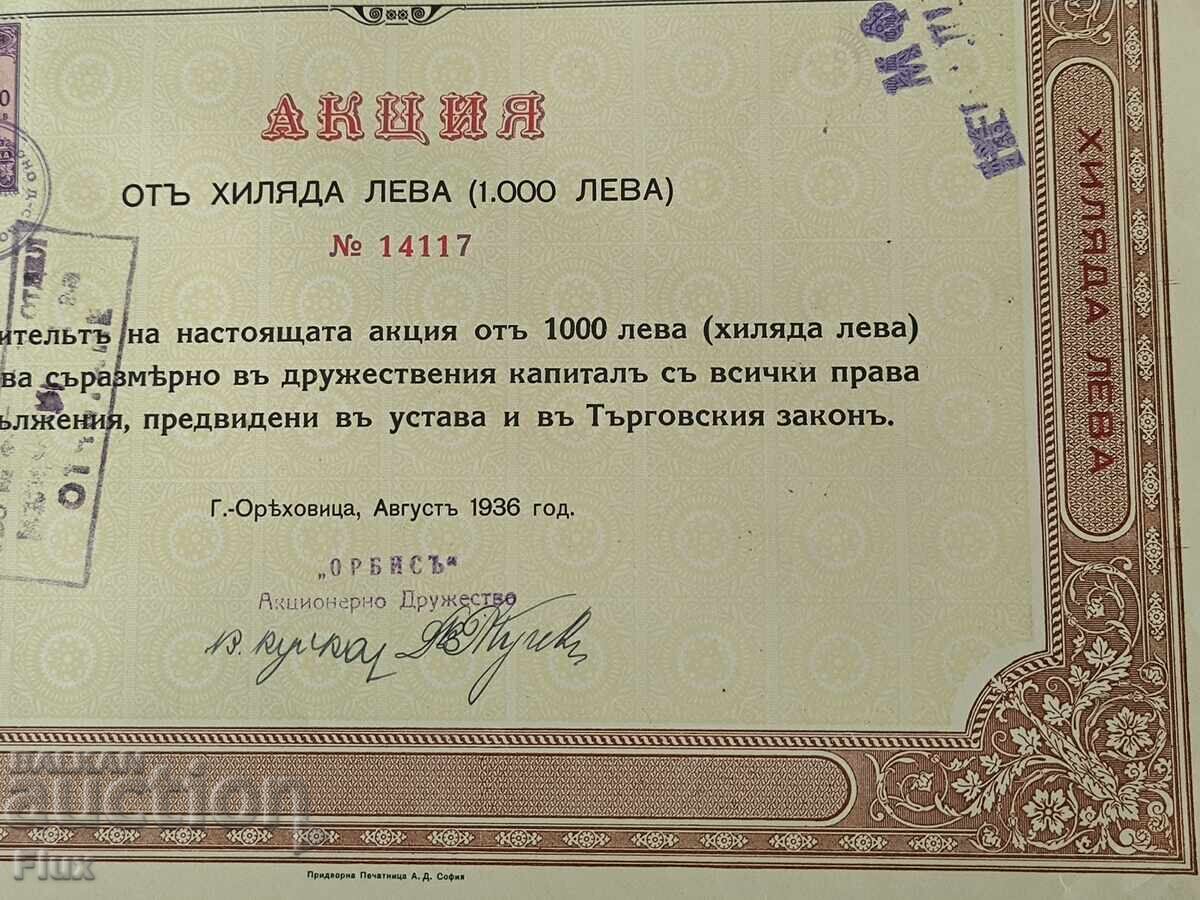 АКЦИЯ
ОТЪ ХИЛЯДА ЛЕВА (1.000 ЛЕВА)
№ 14117
ительтъ на настоящата акция отъ 1000 лева (хиляда лева)
ва съразмѣрно въ дружествения капиталъ съ всички права
ължения, предвидени въ устава и въ Търговския законъ.
Г.-Орѣховица, Августъ 1936 год.
„ОРБИСЪ“
Акционерно Дружество
ХИЛЯДА ЛЕВА
BALKAN
auction
Flux
Придворна Печатница А. Д. София